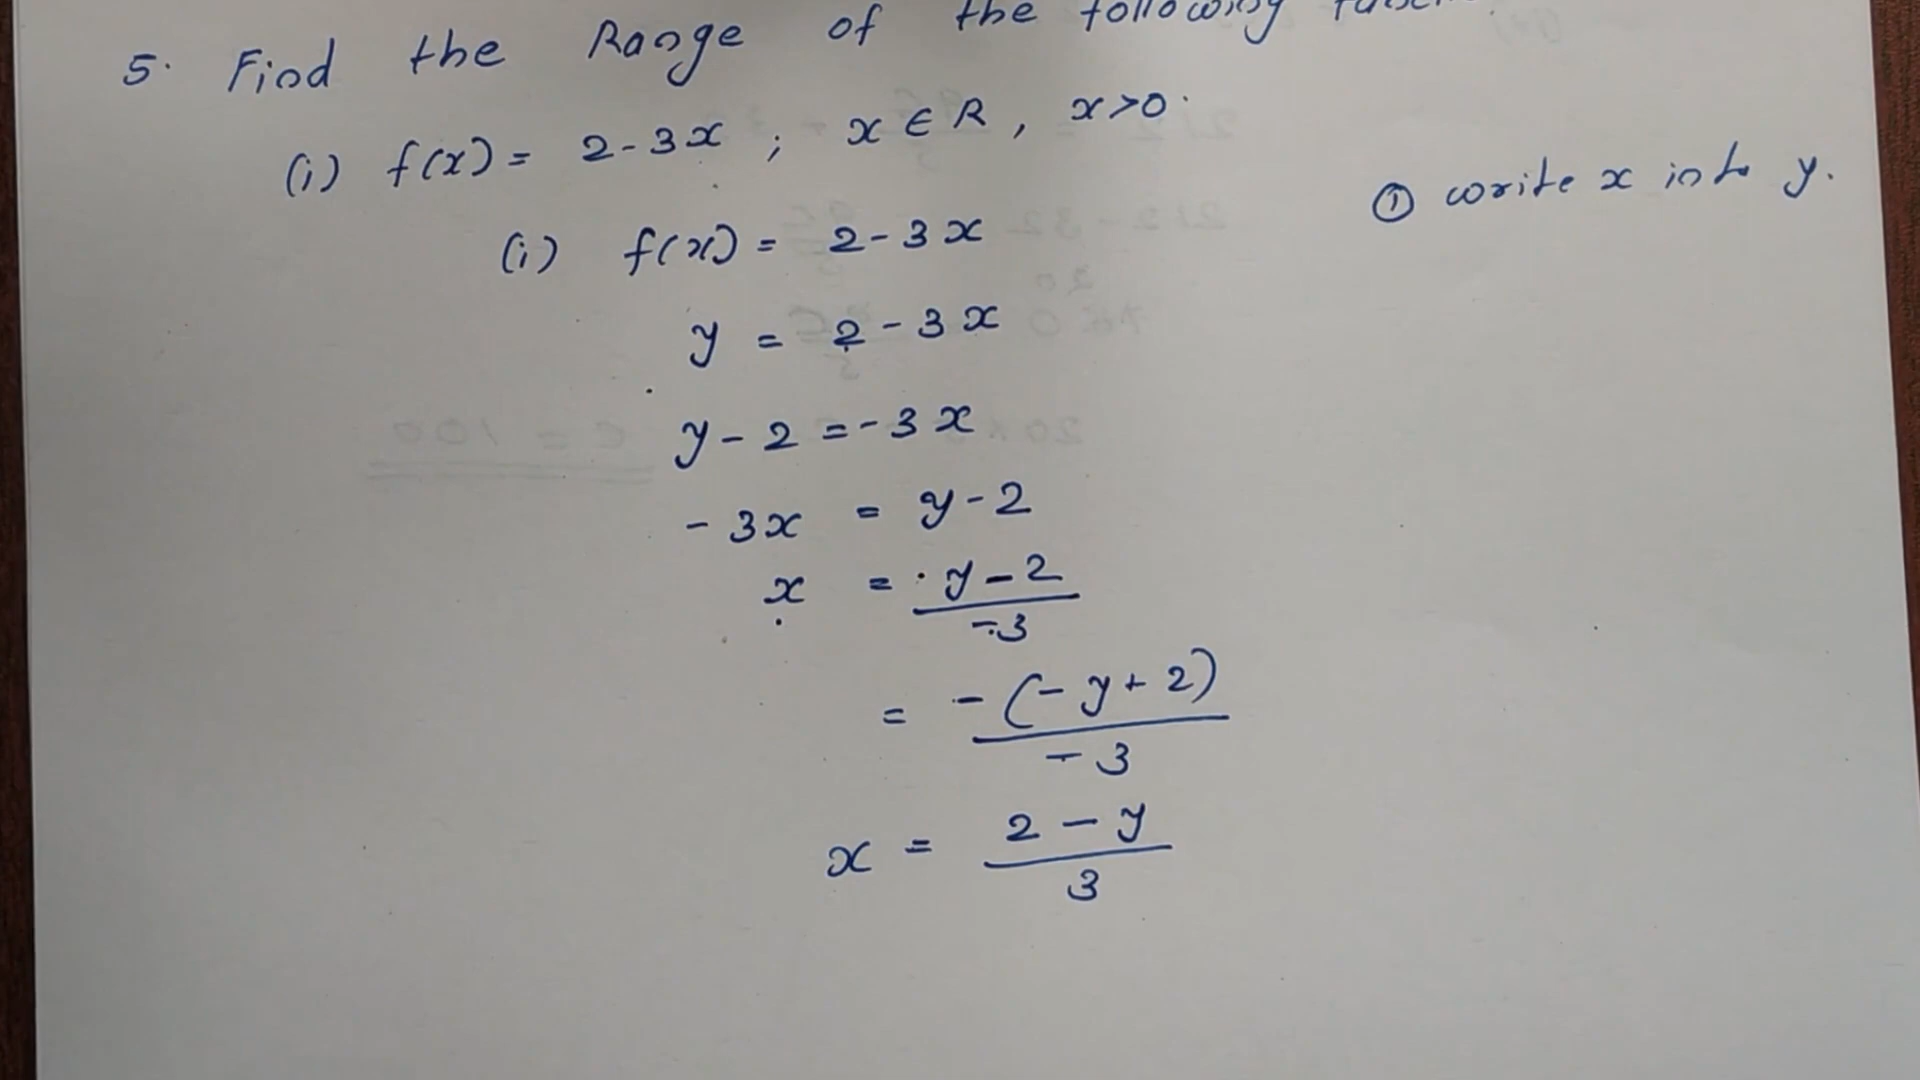 5. Find the Range of the following
(i) f(x) = 2-3x ; x ∈ R , x>0.
① write x into y.
(i) f(x) = 2-3x
y = 2-3x
y-2 = -3x
-3x = y-2
x = y-2 / -3
= -(-y+2) / -3
x = 2-y / 3